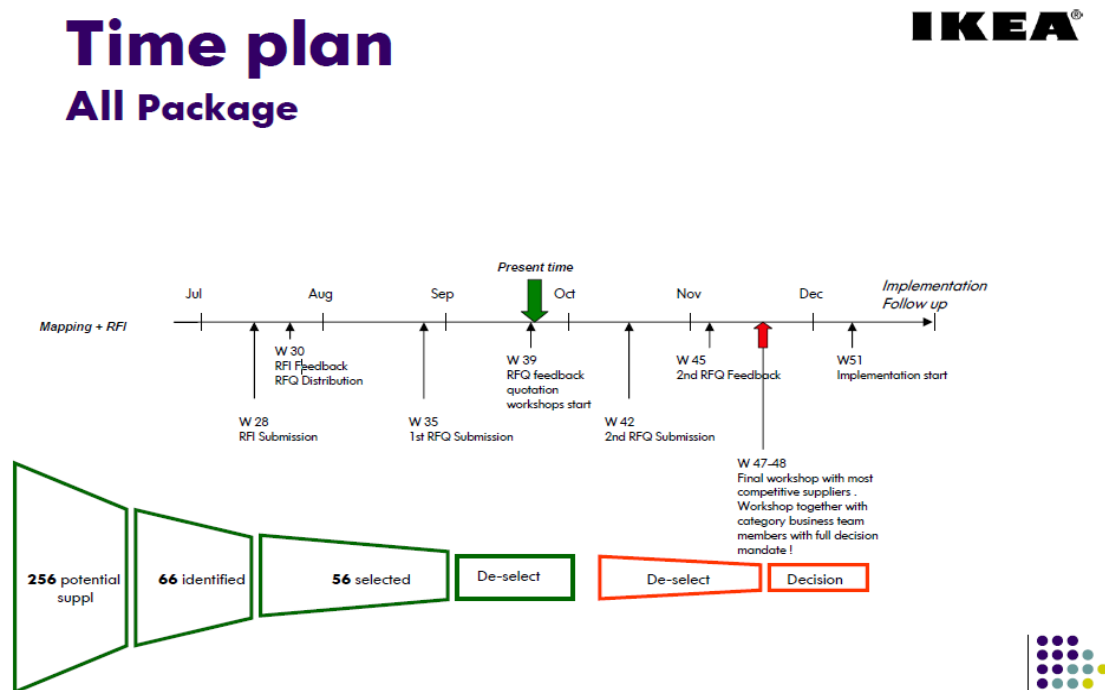 Time plan
All Package
IKEA®
Present time
Jul
Aug
Sep
Oct
Nov
Dec
Implementation
Follow up
Mapping + RFI
W 30
RFI Feedback
RFQ Distribution
W 39
RFQ feedback
quotation
workshops start
W 45
2nd RFQ Feedback
W51
Implementation start
W 28
RFI Submission
W 35
1st RFQ Submission
W 42
2nd RFQ Submission
W 47-48
Final workshop with most
competitive suppliers .
Workshop together with
category business team
members with full decision
mandate !
256 potential
suppl
66 identified
56 selected
De-select
De-select
Decision